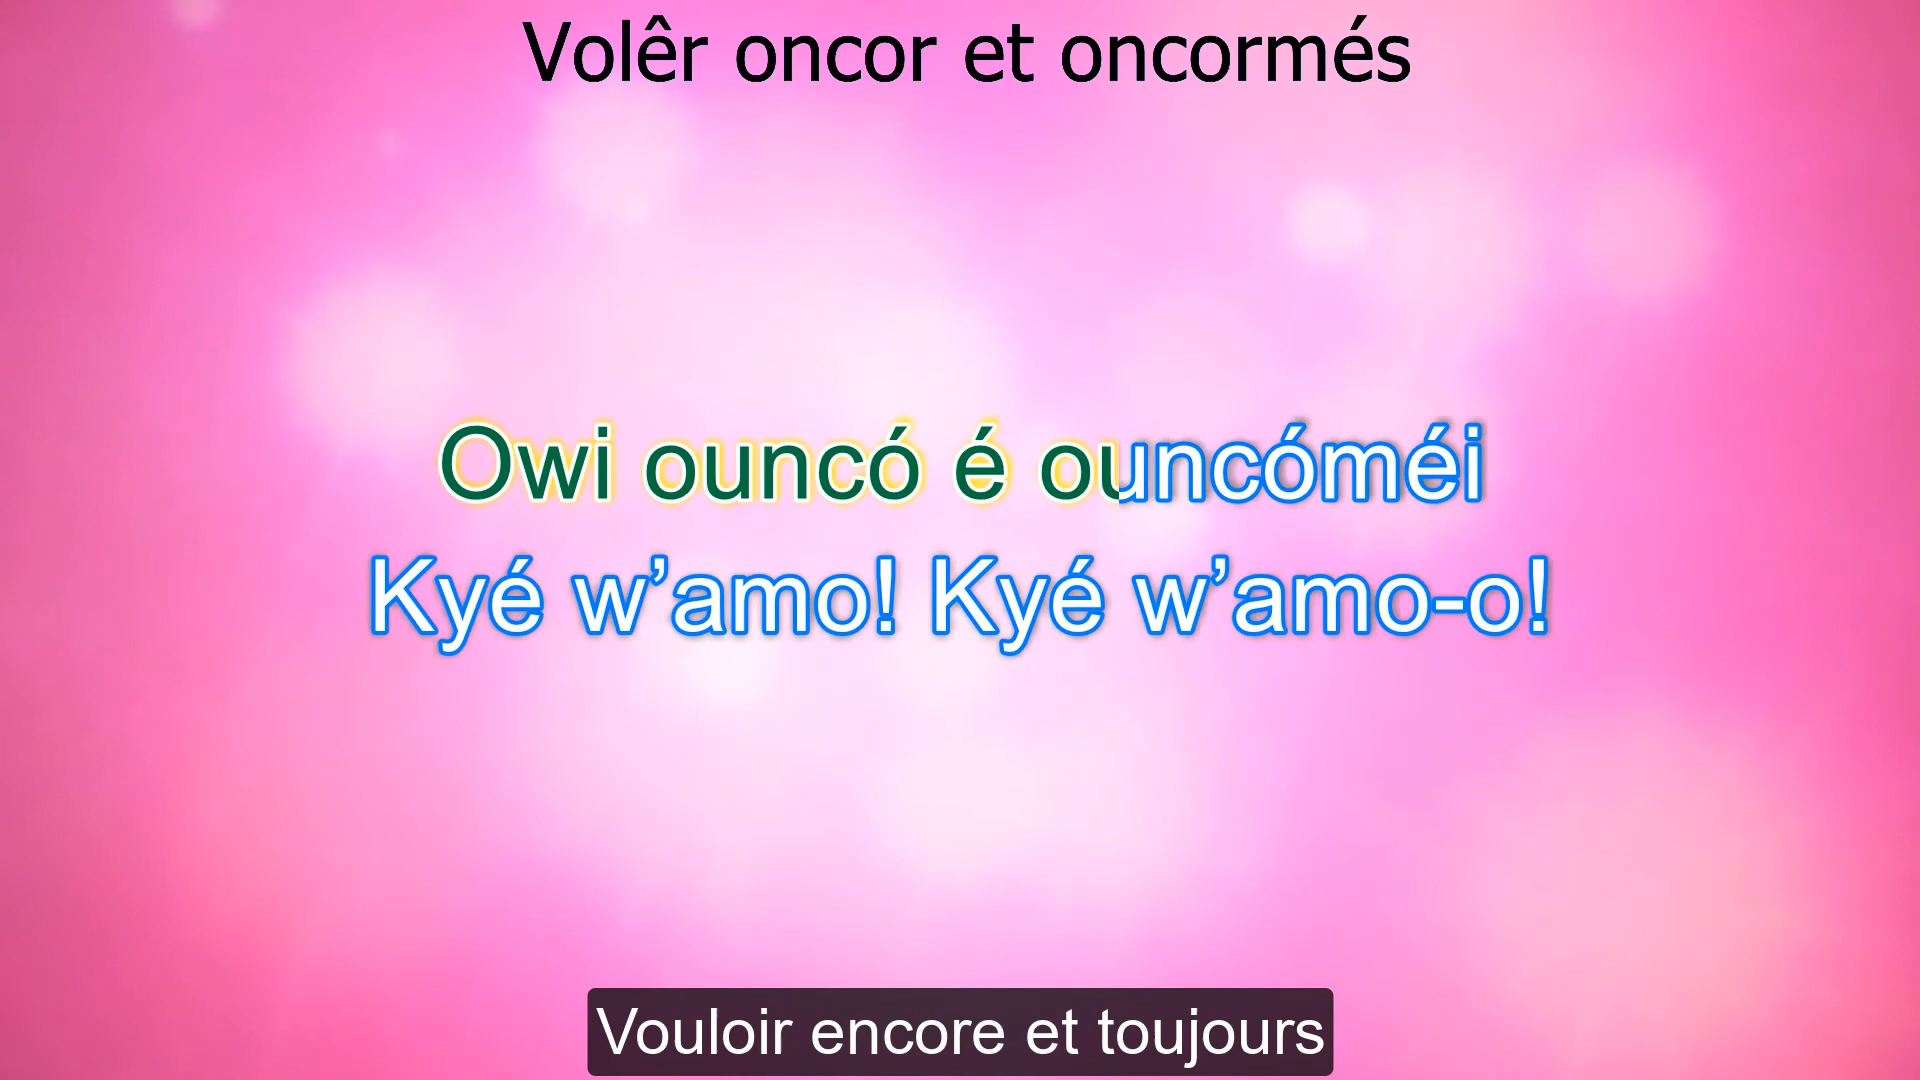 Volêr oncor et oncormés
Owi ouncó é ouncóméi
Kyé w’amo! Kyé w’amo-o!
Vouloir encore et toujours